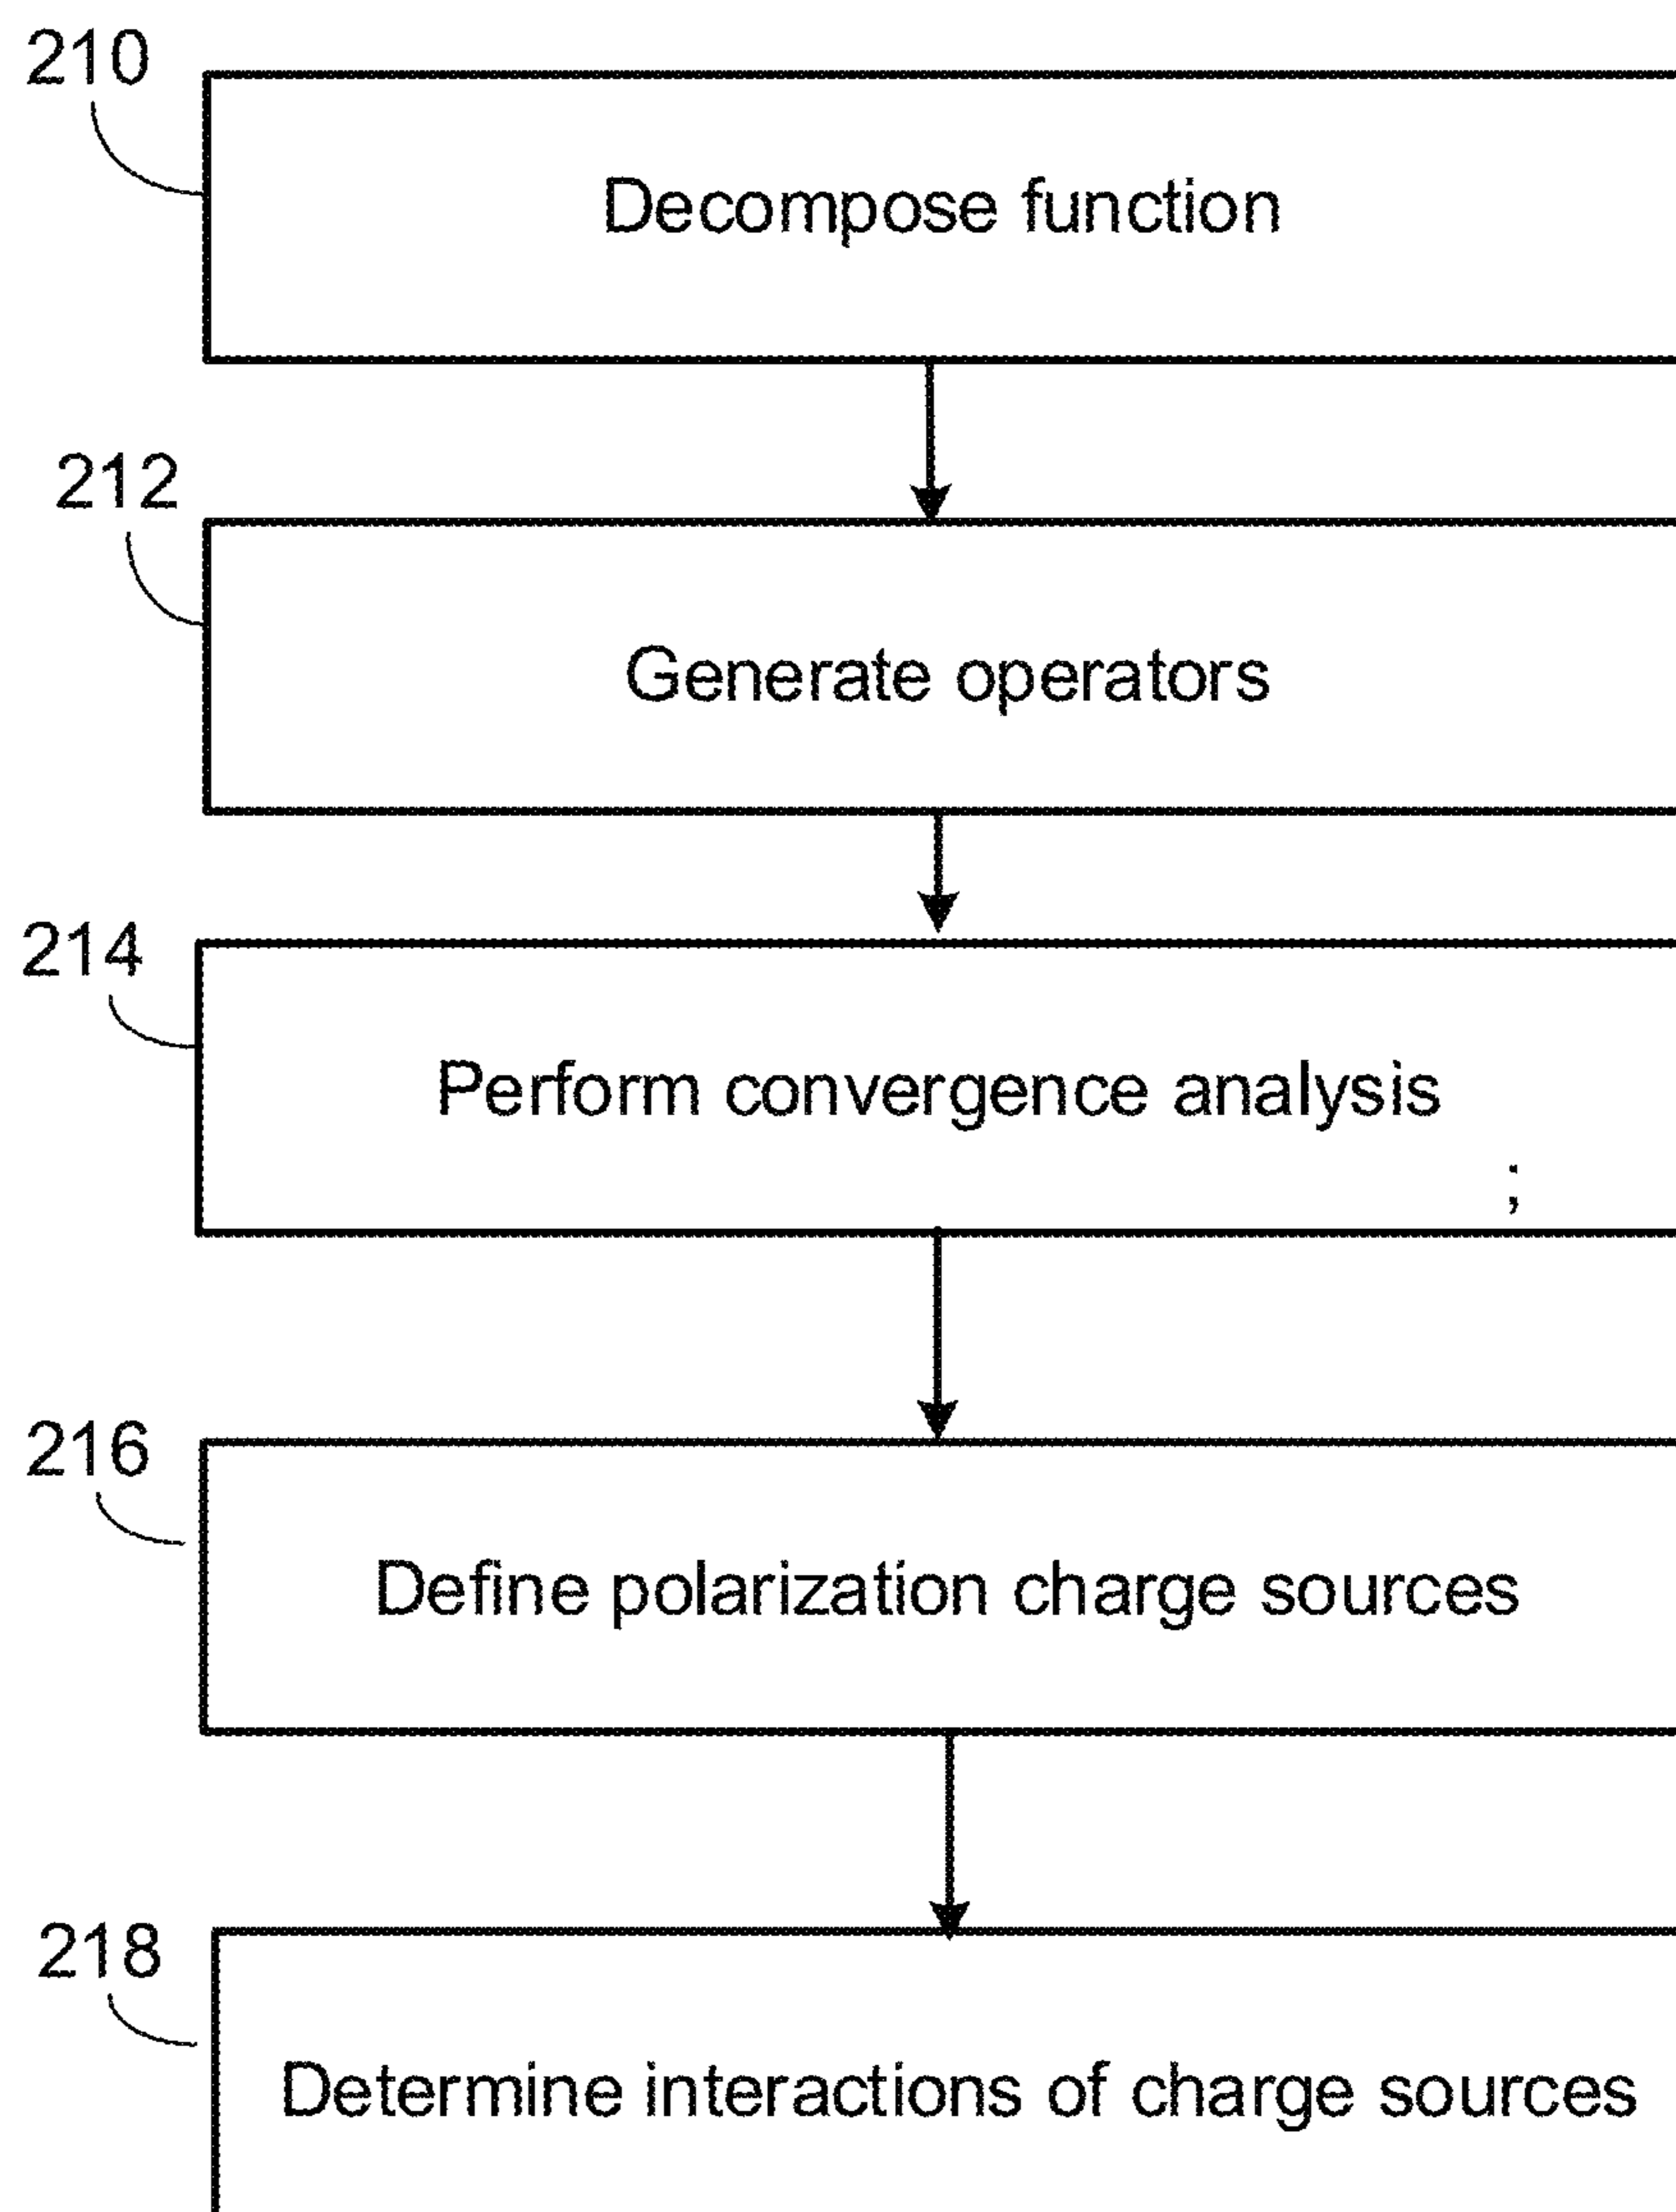 210
Decompose function
212
Generate operators
214
Perform convergence analysis
;
216
Define polarization charge sources
218
Determine interactions of charge sources